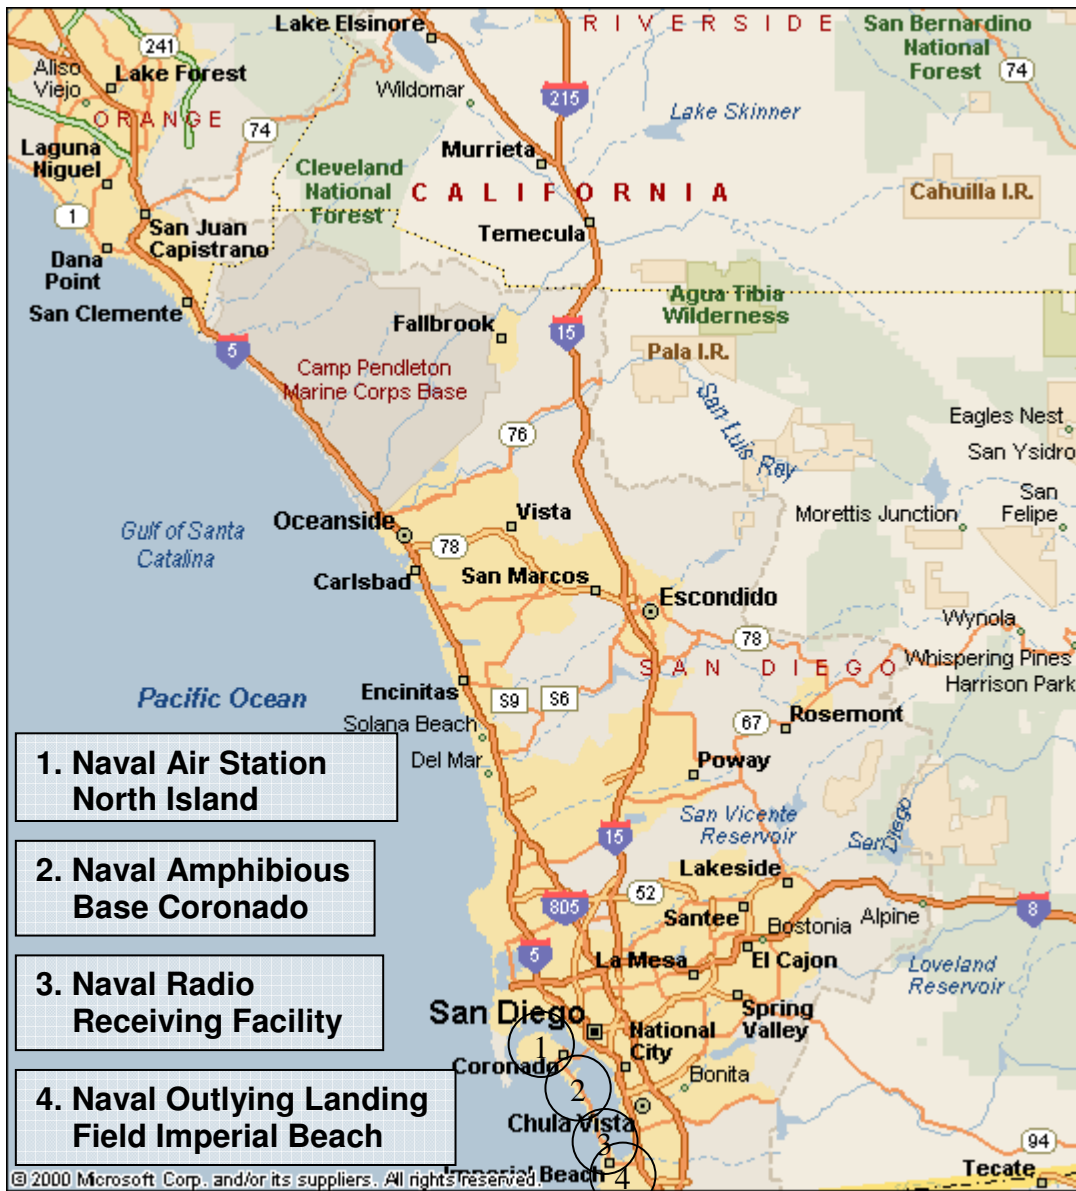 Lake Elsinore
R I V E R S I D E
San Bernardino
National
Forest
74
241
Aliso
Viejo
Lake Forest
Wildomar
215
Lake Skinner
O R A N G E
74
Laguna
Niguel
Murrieta
Cleveland
National
Forest
C A L I F O R N I A
Cahuilla I.R.
1
San Juan
Capistrano
Temecula
Dana
Point
San Clemente
Agua Tibia
Wilderness
Fallbrook
15
5
Pala I.R.
Camp Pendleton
Marine Corps Base
San Luis Rey
Eagles Nest
76
San Ysidro
San
Felipe
Morettis Junction
Vista
Oceanside
Gulf of Santa
Catalina
78
San Marcos
Carlsbad
Escondido
Wynola
78
S A N D I E G O
Whispering Pines
Harrison Park
Encinitas
Pacific Ocean
S9
S6
Solana Beach
67
Rosemont
Del Mar
Poway
1. Naval Air Station
North Island
San Vicente
Reservoir
San Diego
15
2. Naval Amphibious
Base Coronado
Lakeside
52
805
Santee
Alpine
8
Bostonia
5
La Mesa
El Cajon
Loveland
Reservoir
3. Naval Radio
Receiving Facility
San Diego
Spring
Valley
National
City
1
Coronado
Bonita
2
4. Naval Outlying Landing
Field Imperial Beach
Chula Vista
3
94
Imperial Beach
4
Tecate
© 2000 Microsoft Corp. and/or its suppliers. All rights reserved.